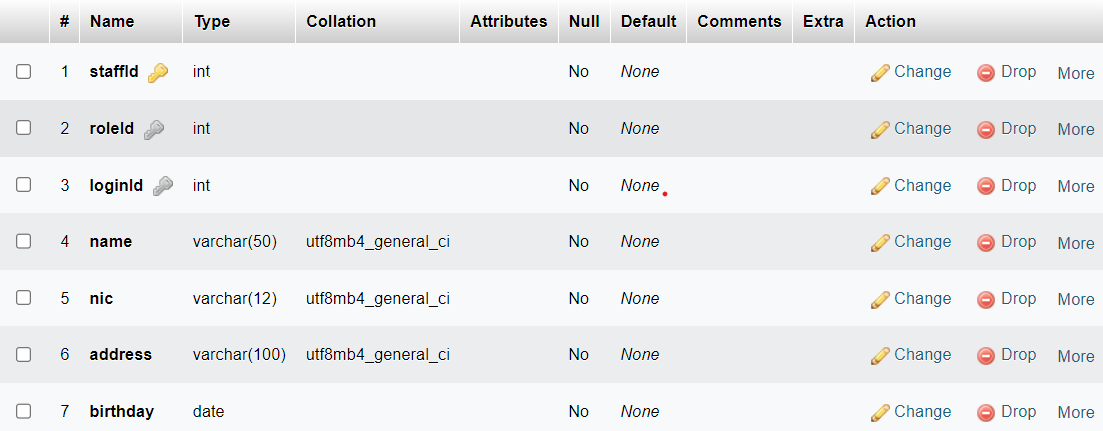 # Name Type Collation Attributes Null Default Comments Extra Action
1 staffId int No None Change Drop More
2 roleId int No None Change Drop More
3 loginId int No None Change Drop More
4 name varchar(50) utf8mb4_general_ci No None Change Drop More
5 nic varchar(12) utf8mb4_general_ci No None Change Drop More
6 address varchar(100) utf8mb4_general_ci No None Change Drop More
7 birthday date No None Change Drop More